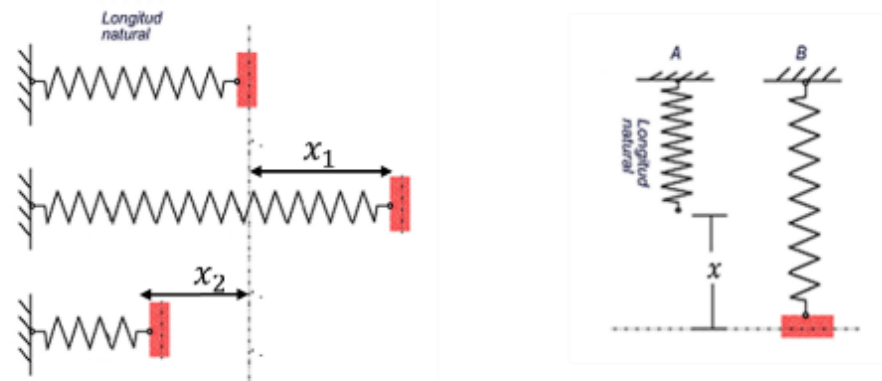 Longitud
natural
x₁
x₂
A
B
Longitud
natural
x